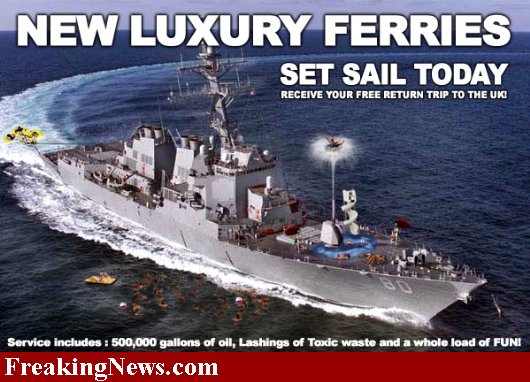 NEW LUXURY FERRIES
SET SAIL TODAY
RECEIVE YOUR FREE RETURN TRIP TO THE UK!
80
Service includes : 500,000 gallons of oil, Lashings of Toxic waste and a whole load of FUN!
FreakingNews.com